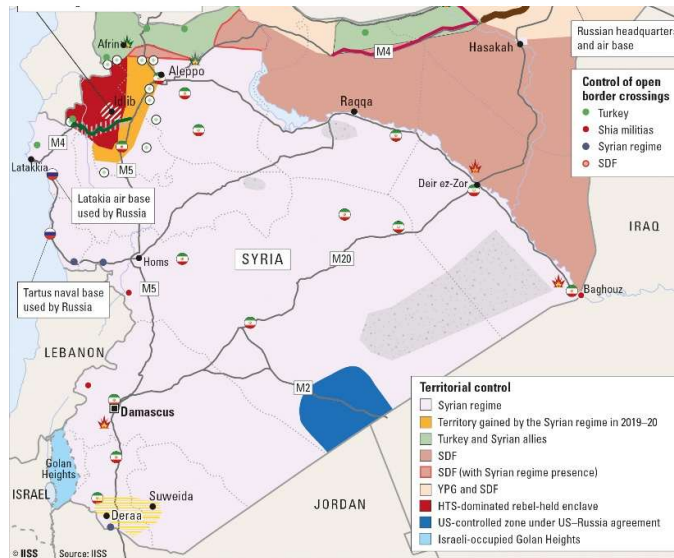 Afrin
Aleppo
Idlib
M4
Hasakah
Russian headquarters
and air base
Control of open
border crossings
Turkey
Shia militias
Syrian regime
SDF
Raqqa
M4
Latakkia
M5
Latakia air base
used by Russia
Deir ez-Zor
IRAQ
Homs
SYRIA
M20
Tartus naval base
used by Russia
M5
Baghouz
LEBANON
M2
Damascus
Territorial control
Syrian regime
Territory gained by the Syrian regime in 2019–20
Turkey and Syrian allies
SDF
SDF (with Syrian regime presence)
YPG and SDF
HTS-dominated rebel-held enclave
US-controlled zone under US–Russia agreement
Israeli-occupied Golan Heights
Golan
Heights
ISRAEL
Suweida
Deraa
JORDAN
© IISS
Source: IISS